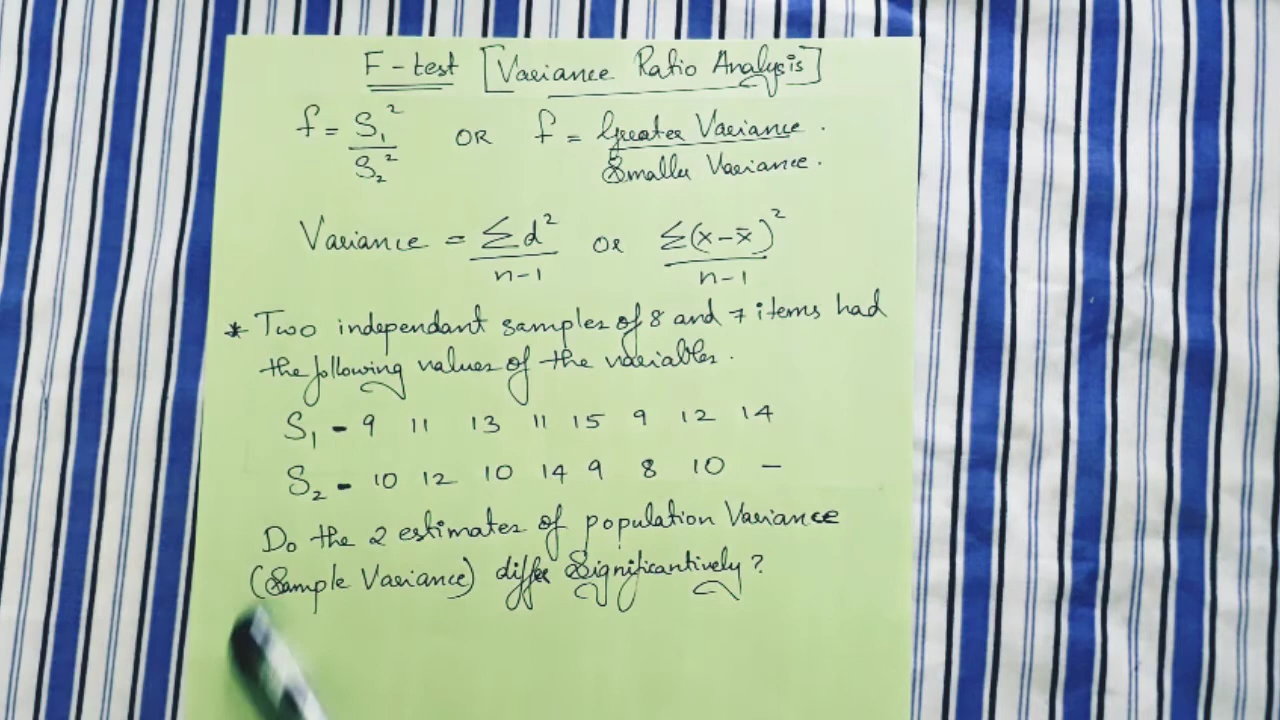 F - test [Variance Ratio Analysis]
f = S₁²/S₂² OR f = Greater Variance. / Smaller Variance.
Variance = Σd²/n-1 or Σ(x-x̄)²/n-1
* Two independant samples of 8 and 7 items had
the following values of the variables.
S₁ - 9 11 13 11 15 9 12 14
S₂ - 10 12 10 14 9 8 10 —
Do the 2 estimates of population Variance
(Sample Variance) differ Significantively?